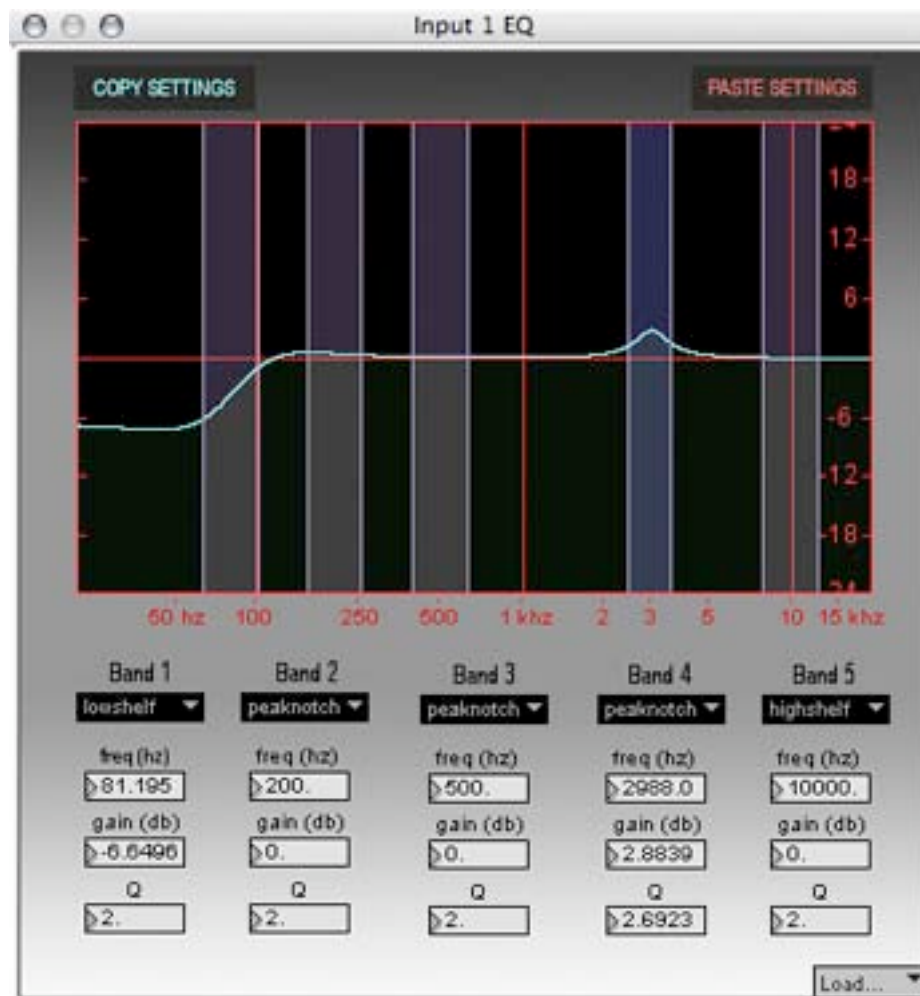 Input 1 EQ
COPY SETTINGS PASTE SETTINGS
24
18
12
6
-6
-12
-18
24
50 hz 100 250 500 1 khz 2 3 5 10 15 khz
Band 1 Band 2 Band 3 Band 4 Band 5
lowshelf peaknotch peaknotch peaknotch highshelf
freq (hz) freq (hz) freq (hz) freq (hz) freq (hz)
81.195 200. 500. 2988.0 10000.
gain (db) gain (db) gain (db) gain (db) gain (db)
-6.6496 0. 0. 2.8839 0.
Q Q Q Q Q
2. 2. 2. 2.6923 2.
Load...